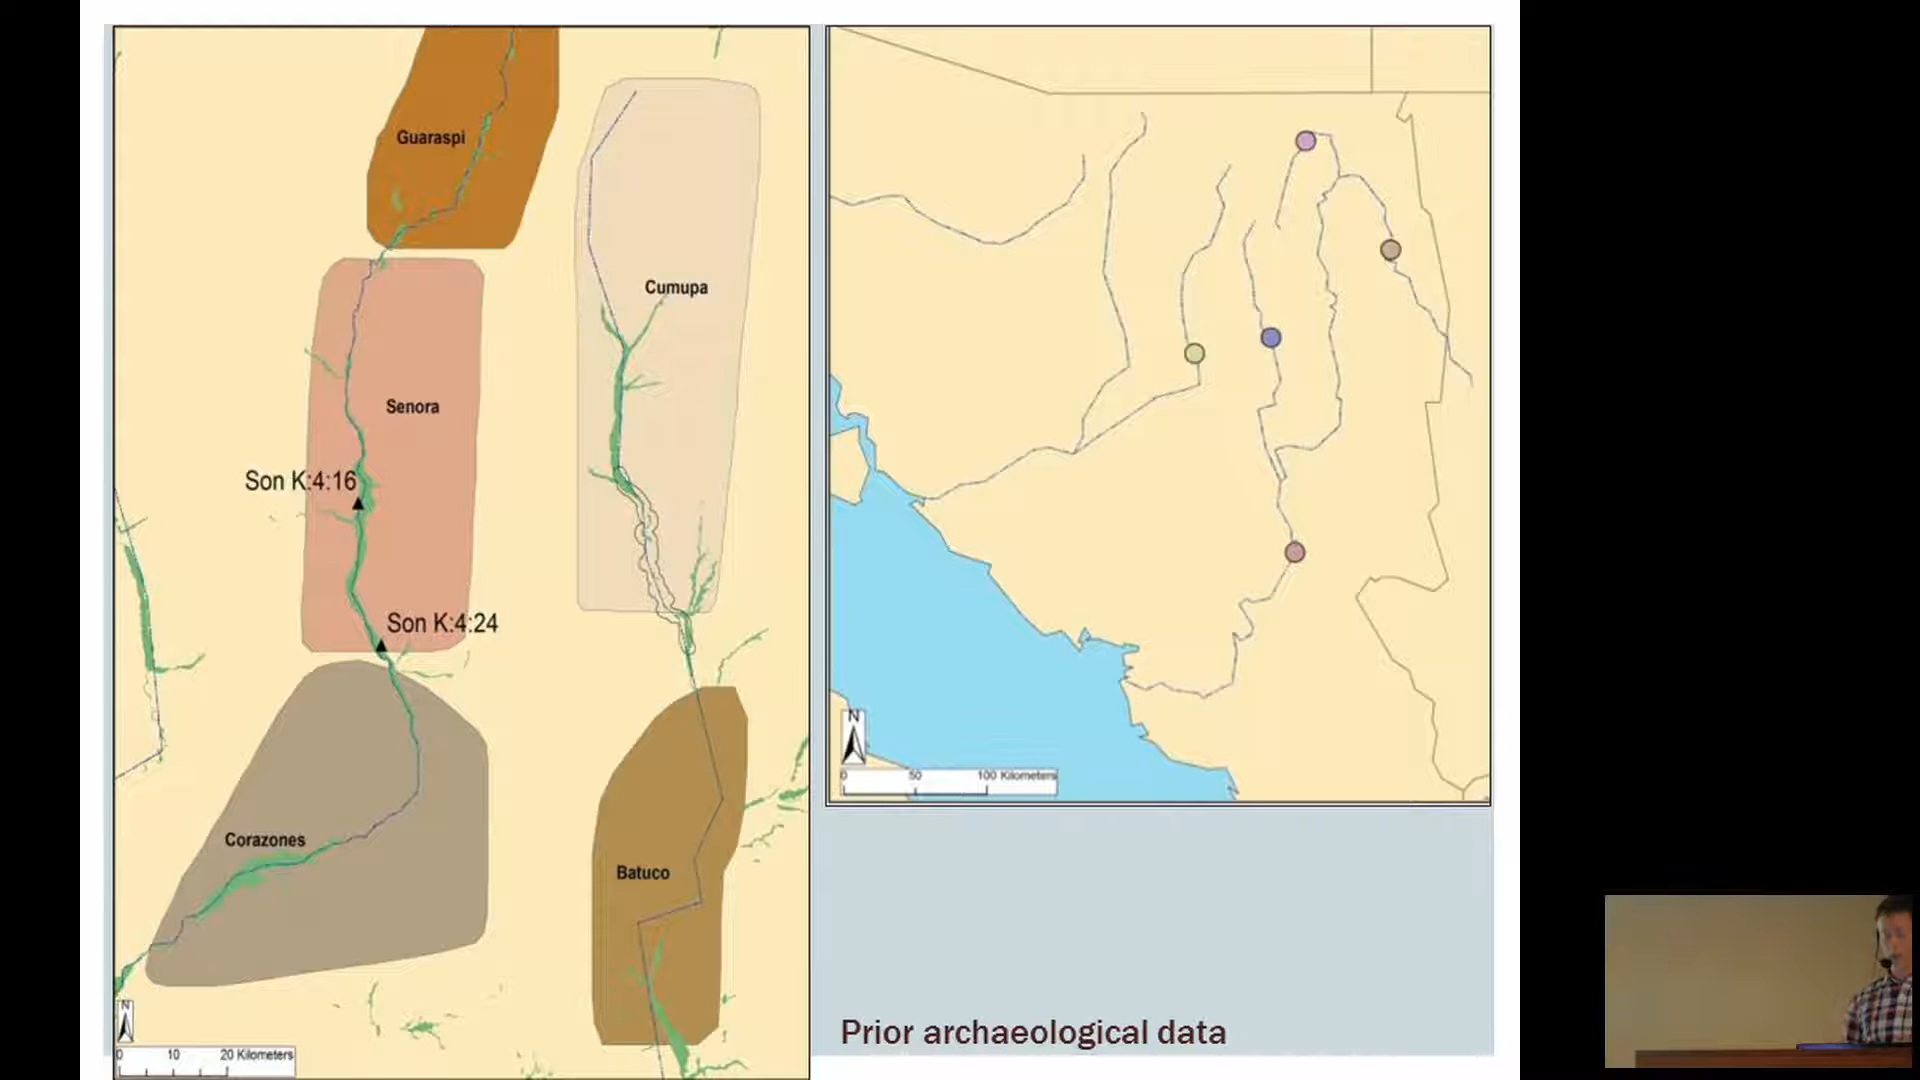 Guaraspi
Cumupa
Senora
Son K:4:16
Son K:4:24
Corazones
Batuco
N
0 10 20 Kilometers
N
0 50 100 Kilometers
Prior archaeological data